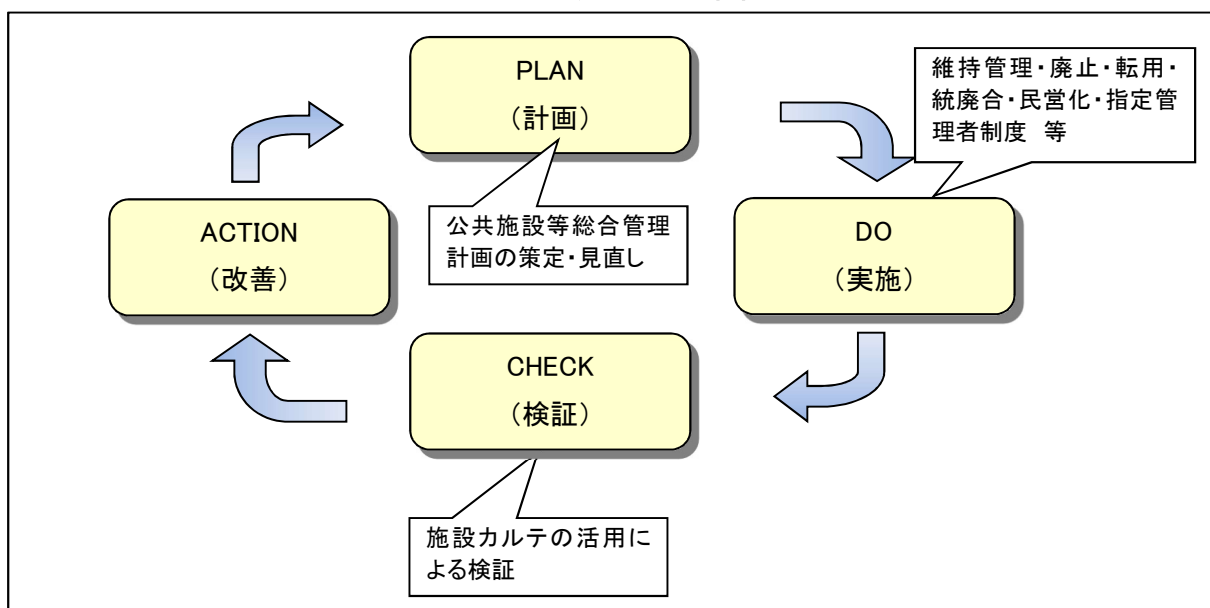 PLAN
（計画）
維持管理・廃止・転用・
統廃合・民営化・指定管
理者制度　等
公共施設等総合管理
計画の策定・見直し
ACTION
（改善）
DO
（実施）
CHECK
（検証）
施設カルテの活用に
よる検証